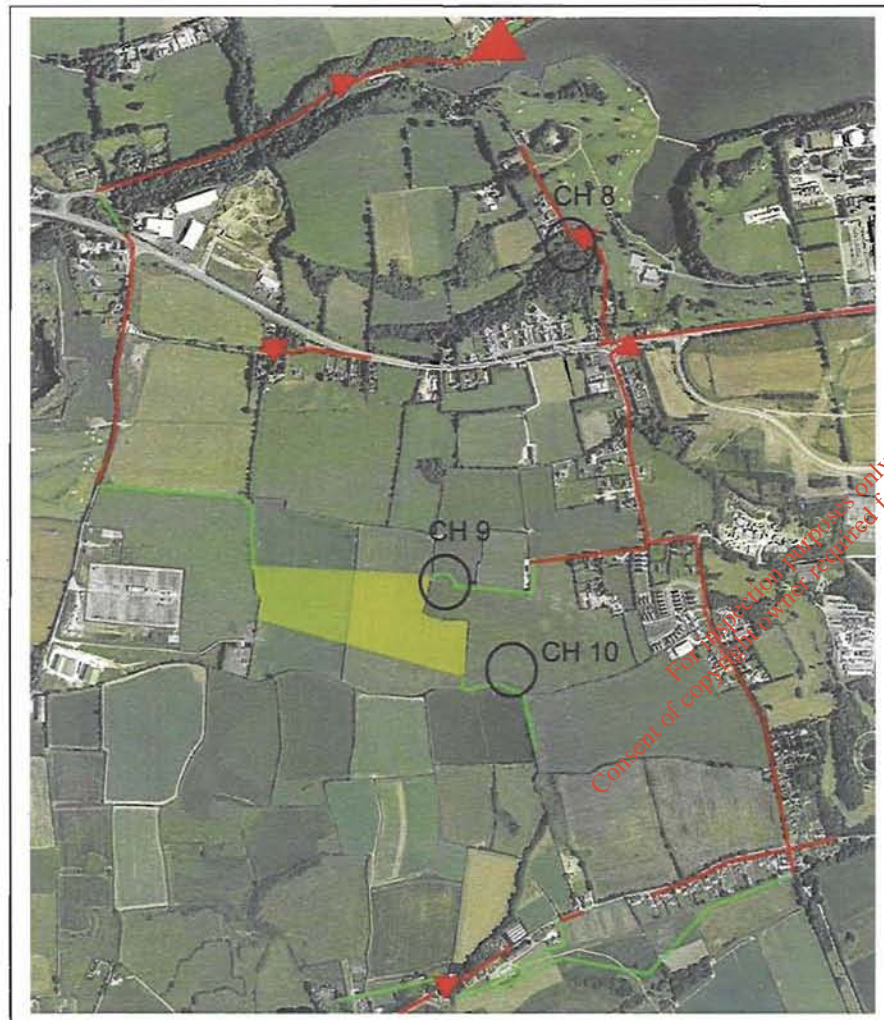 CH 8
CH 9
CH 10
For inspection purposes only.
Consent of copyright owner required f